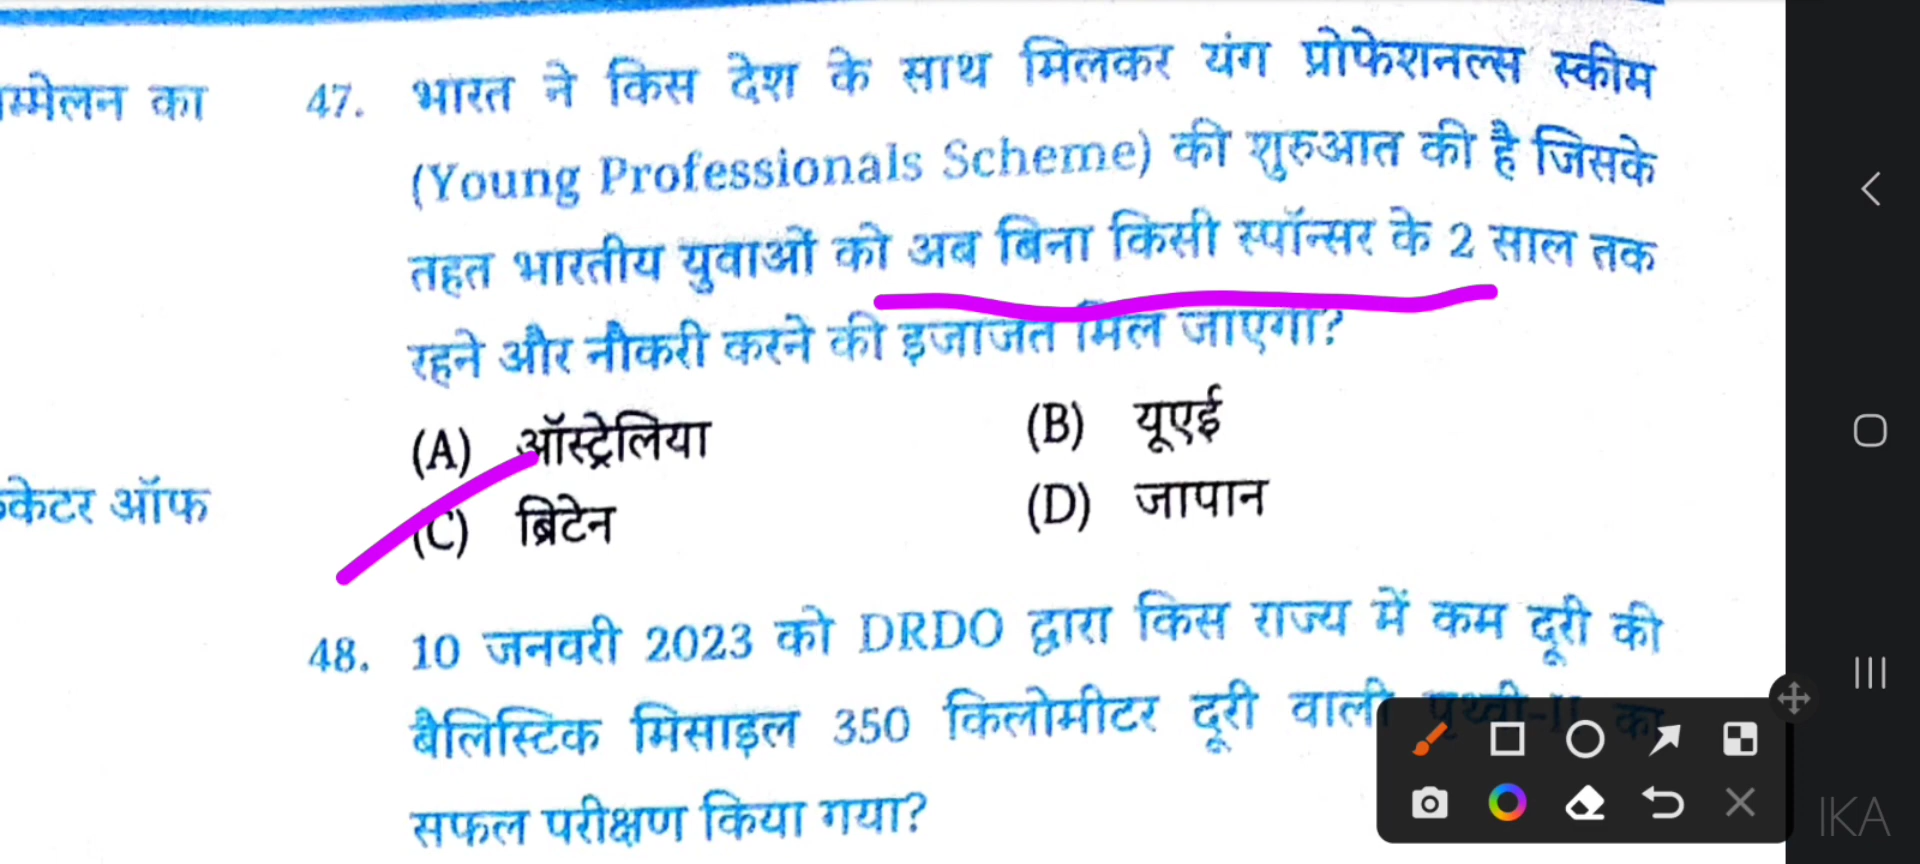 म्मेलन का
47. भारत ने किस देश के साथ मिलकर यंग प्रोफेशनल्स स्कीम
(Young Professionals Scheme) की शुरुआत की है जिसके
तहत भारतीय युवाओं को अब बिना किसी स्पॉन्सर के 2 साल तक
रहने और नौकरी करने की इजाजत मिल जाएगी?
(A) ऑस्ट्रेलिया (B) यूएई
केटर ऑफ
(C) ब्रिटेन (D) जापान
48. 10 जनवरी 2023 को DRDO द्वारा किस राज्य में कम दूरी की
बैलिस्टिक मिसाइल 350 किलोमीटर दूरी वाली पृथ्वी-II का
सफल परीक्षण किया गया?
IKA